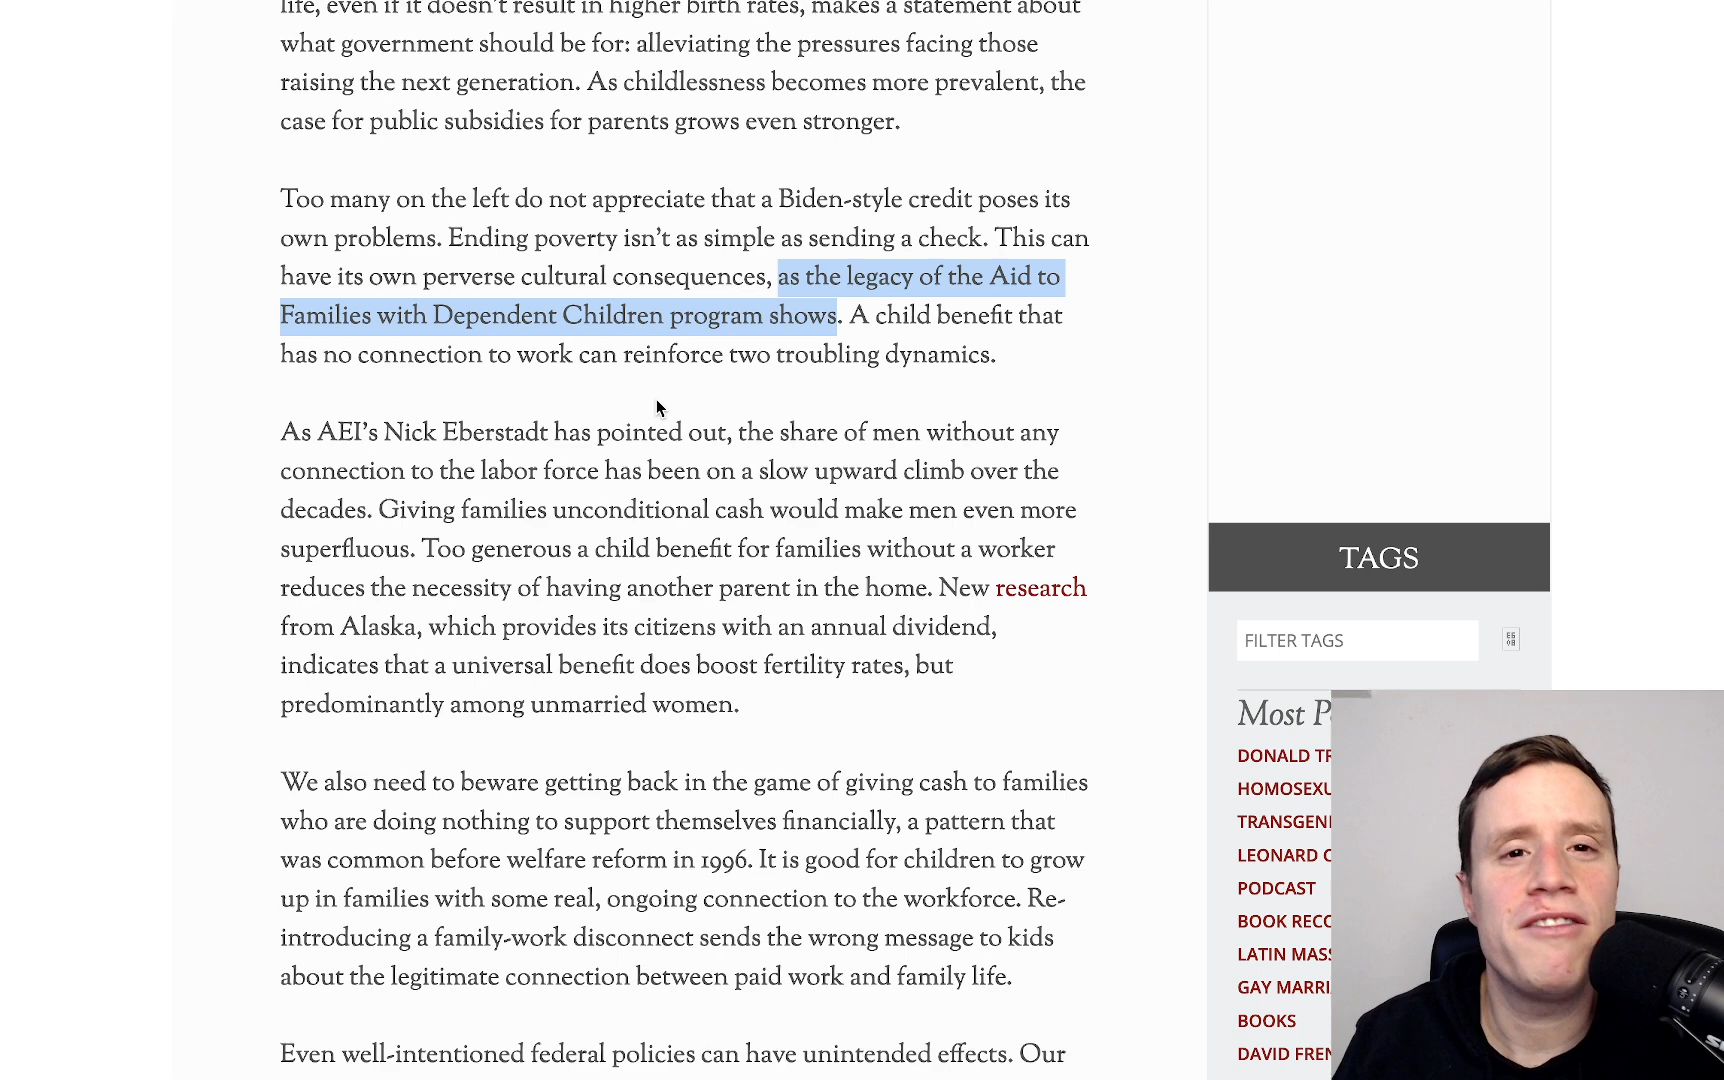 life, even if it doesn't result in higher birth rates, makes a statement about
what government should be for: alleviating the pressures facing those
raising the next generation. As childlessness becomes more prevalent, the
case for public subsidies for parents grows even stronger.
Too many on the left do not appreciate that a Biden-style credit poses its
own problems. Ending poverty isn't as simple as sending a check. This can
have its own perverse cultural consequences, as the legacy of the Aid to
Families with Dependent Children program shows. A child benefit that
has no connection to work can reinforce two troubling dynamics.
As AEI's Nick Eberstadt has pointed out, the share of men without any
connection to the labor force has been on a slow upward climb over the
decades. Giving families unconditional cash would make men even more
superfluous. Too generous a child benefit for families without a worker
reduces the necessity of having another parent in the home. New research
from Alaska, which provides its citizens with an annual dividend,
indicates that a universal benefit does boost fertility rates, but
predominantly among unmarried women.
We also need to beware getting back in the game of giving cash to families
who are doing nothing to support themselves financially, a pattern that
was common before welfare reform in 1996. It is good for children to grow
up in families with some real, ongoing connection to the workforce. Re-
introducing a family-work disconnect sends the wrong message to kids
about the legitimate connection between paid work and family life.
Even well-intentioned federal policies can have unintended effects. Our
TAGS
FILTER TAGS
Most P
DONALD TR
HOMOSEXU
TRANSGEN
LEONARD C
PODCAST
BOOK RECO
LATIN MASS
GAY MARRI
BOOKS
DAVID FREN